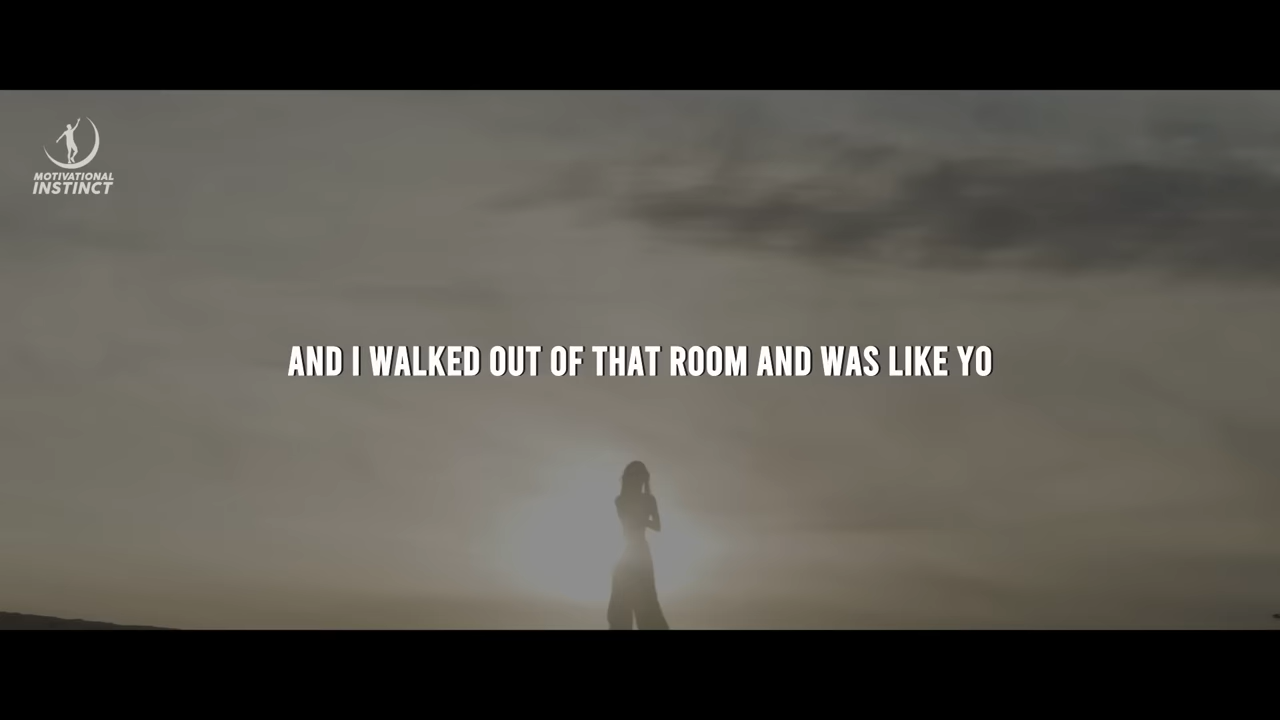 MOTIVATIONAL
INSTINCT
AND I WALKED OUT OF THAT ROOM AND WAS LIKE YO